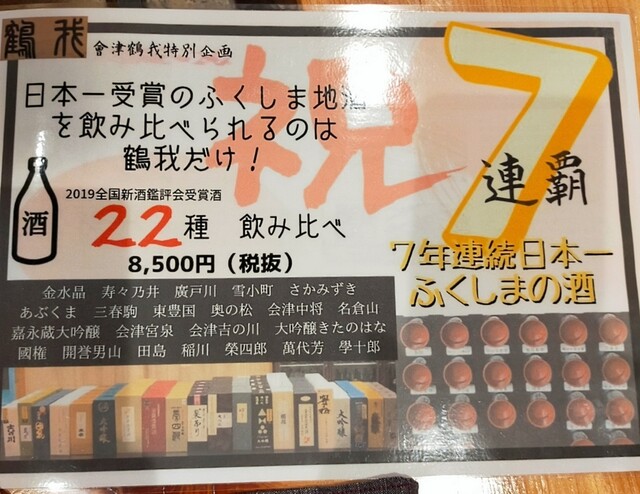 鶴我
會津鶴我特別企画
祝
日本一受賞のふくしま地酒
を飲み比べられるのは
鶴我だけ！
酒
2019全国新酒鑑評会受賞酒
22種 飲み比べ
8,500円（税抜）
7連覇
7年連続日本一
ふくしまの酒
金水晶 寿々乃井 廣戸川 雪小町 さかみずき
あぶくま 三春駒 東豊国 奥の松 会津中将 名倉山
嘉永蔵大吟醸 会津宮泉 会津吉の川 大吟醸きたのはな
國権 開當男山 田島 稲川 榮四郎 萬代芳 學十郎